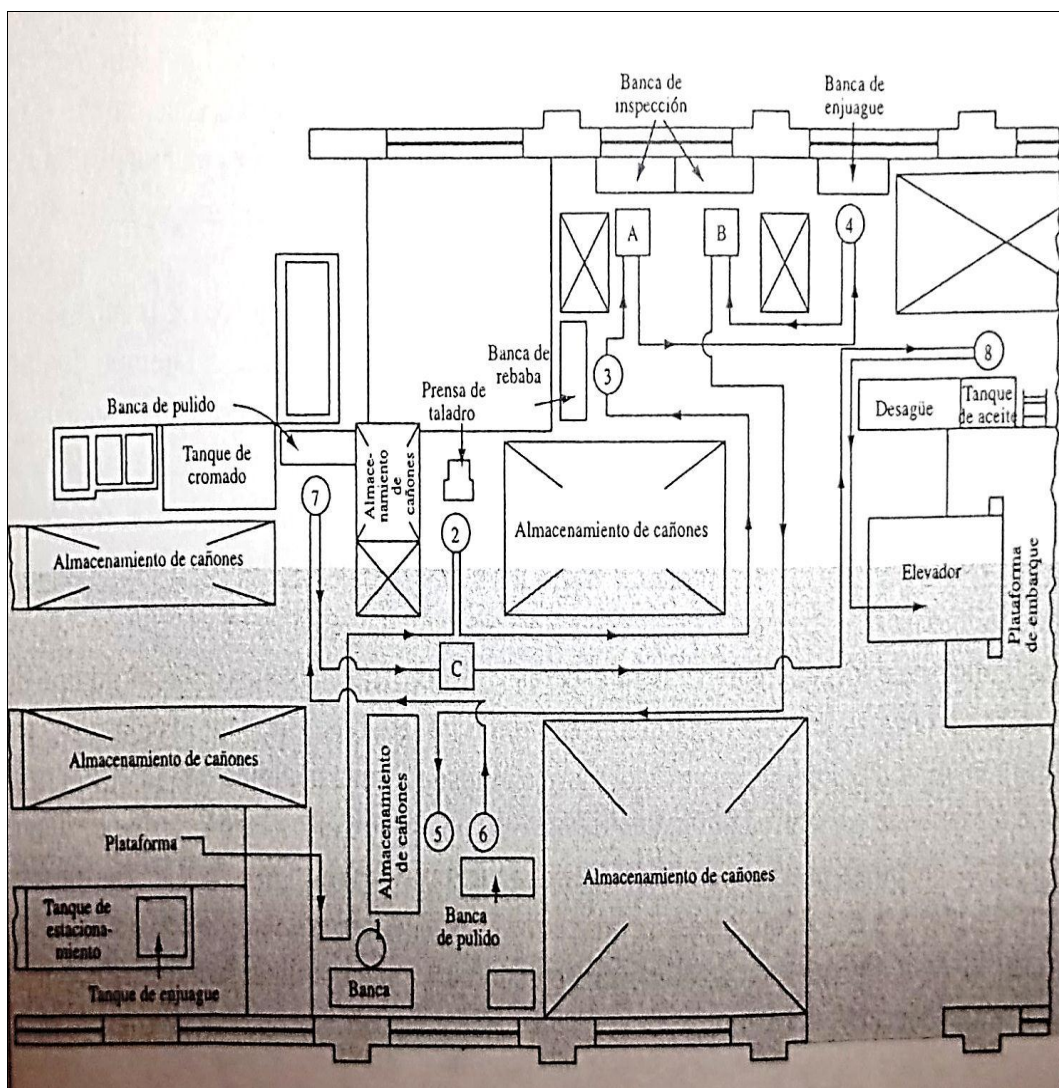 Banca de
inspección
Banca de
enjuague
A
B
4
Banca de
rebaba
3
8
Prensa de
taladro
Banca de pulido
Desagüe
Tanque
de aceite
Tanque de
cromado
Almace-
namiento
de
cañones
7
2
Almacenamiento de cañones
Almacenamiento de cañones
Elevador
Plataforma
de embarque
C
Almacenamiento de cañones
Almacenamiento
de cañones
5
6
Plataforma
Almacenamiento de cañones
Tanque de
estaciona-
miento
Banca
de pulido
1
Tanque de enjuague
Banca